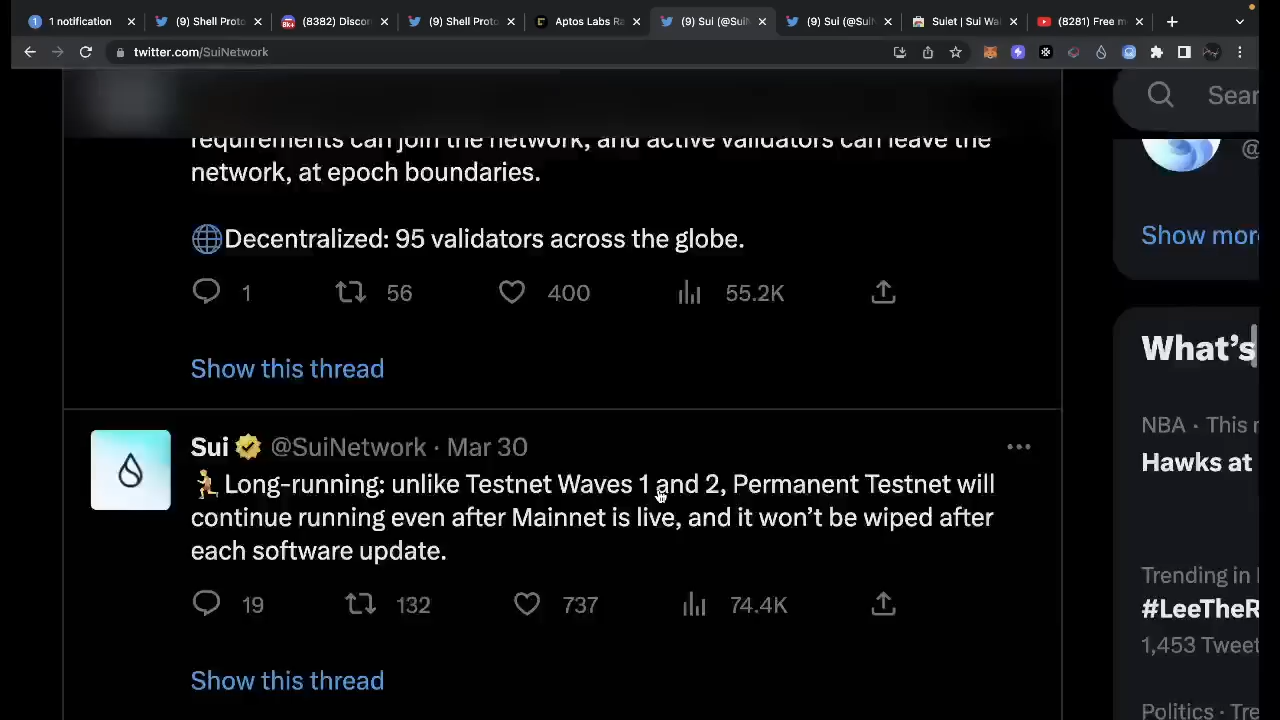 1 notification
(9) Shell Proto
(8382) Discor
(9) Shell Proto
Aptos Labs Ra
(9) Sui (@Sui
(9) Sui (@SuiN
Suiet | Sui Wa
(8281) Free m
twitter.com/SuiNetwork
requirements can join the network, and active validators can leave the
network, at epoch boundaries.
🌐Decentralized: 95 validators across the globe.
1 56 400 55.2K
Show this thread
Sui @SuiNetwork · Mar 30
🏃Long-running: unlike Testnet Waves 1 and 2, Permanent Testnet will
continue running even after Mainnet is live, and it won't be wiped after
each software update.
19 132 737 74.4K
Show this thread
Sear
@
Show more
What's
NBA · This n
Hawks at
Trending in
#LeeTheR
1,453 Tweet
Politics · Tre